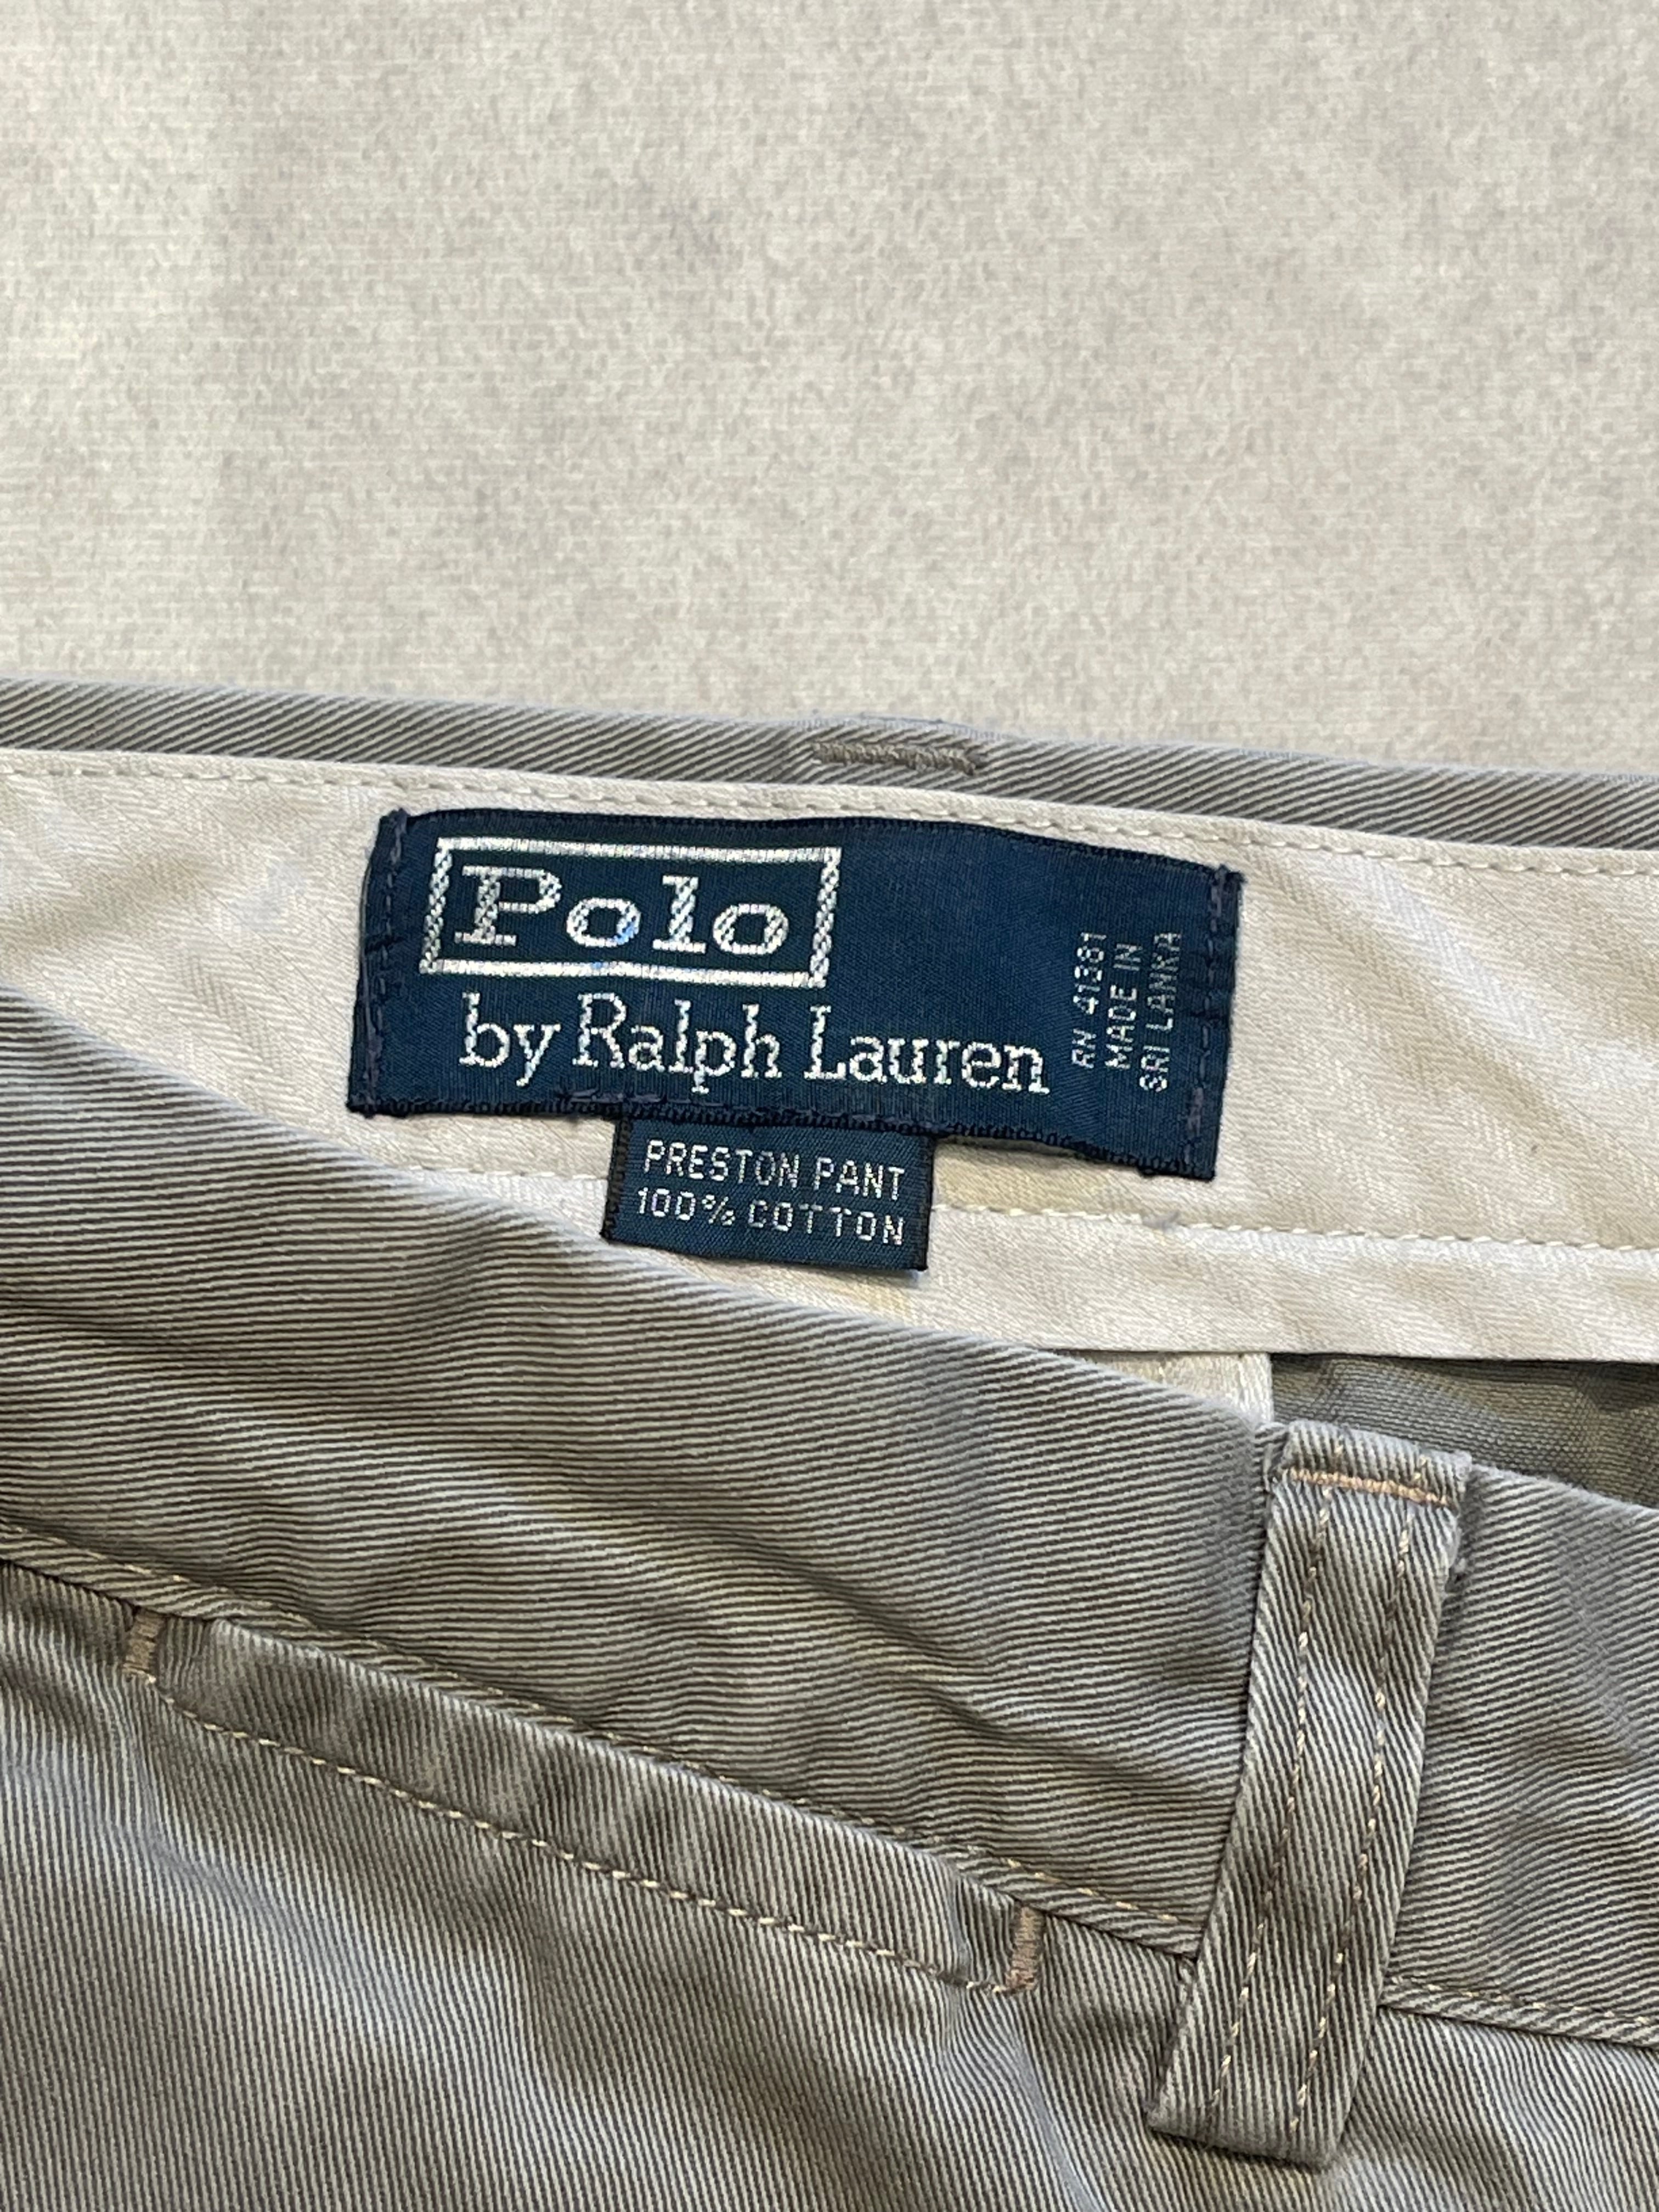 Polo
by Ralph Lauren
RN 41381
MADE IN
SRI LANKA
PRESTON PANT
100% COTTON